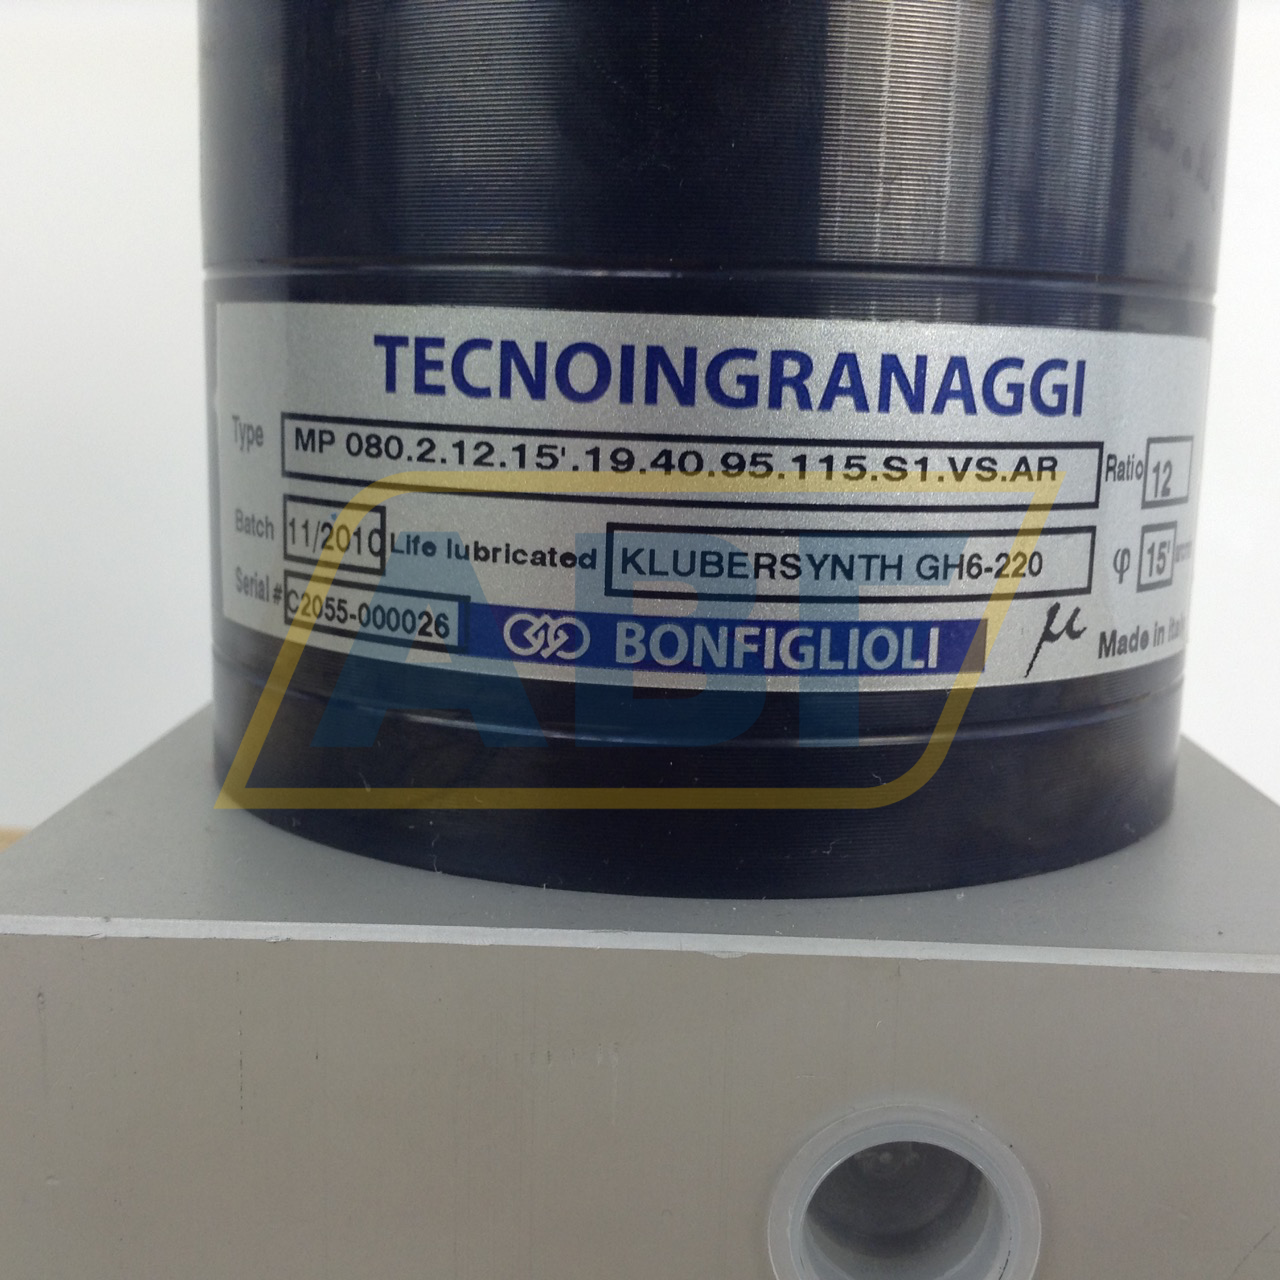 TECNOINGRANAGGI
Type MP 080.2.12.15'.19.40.95.115.S1.VS.AR Ratio 12
Batch 11/2010 Life lubricated KLUBERSYNTH GH6-220 φ 15'
Serial # C2055-000026 BONFIGLIOLI µ Made in
ABI